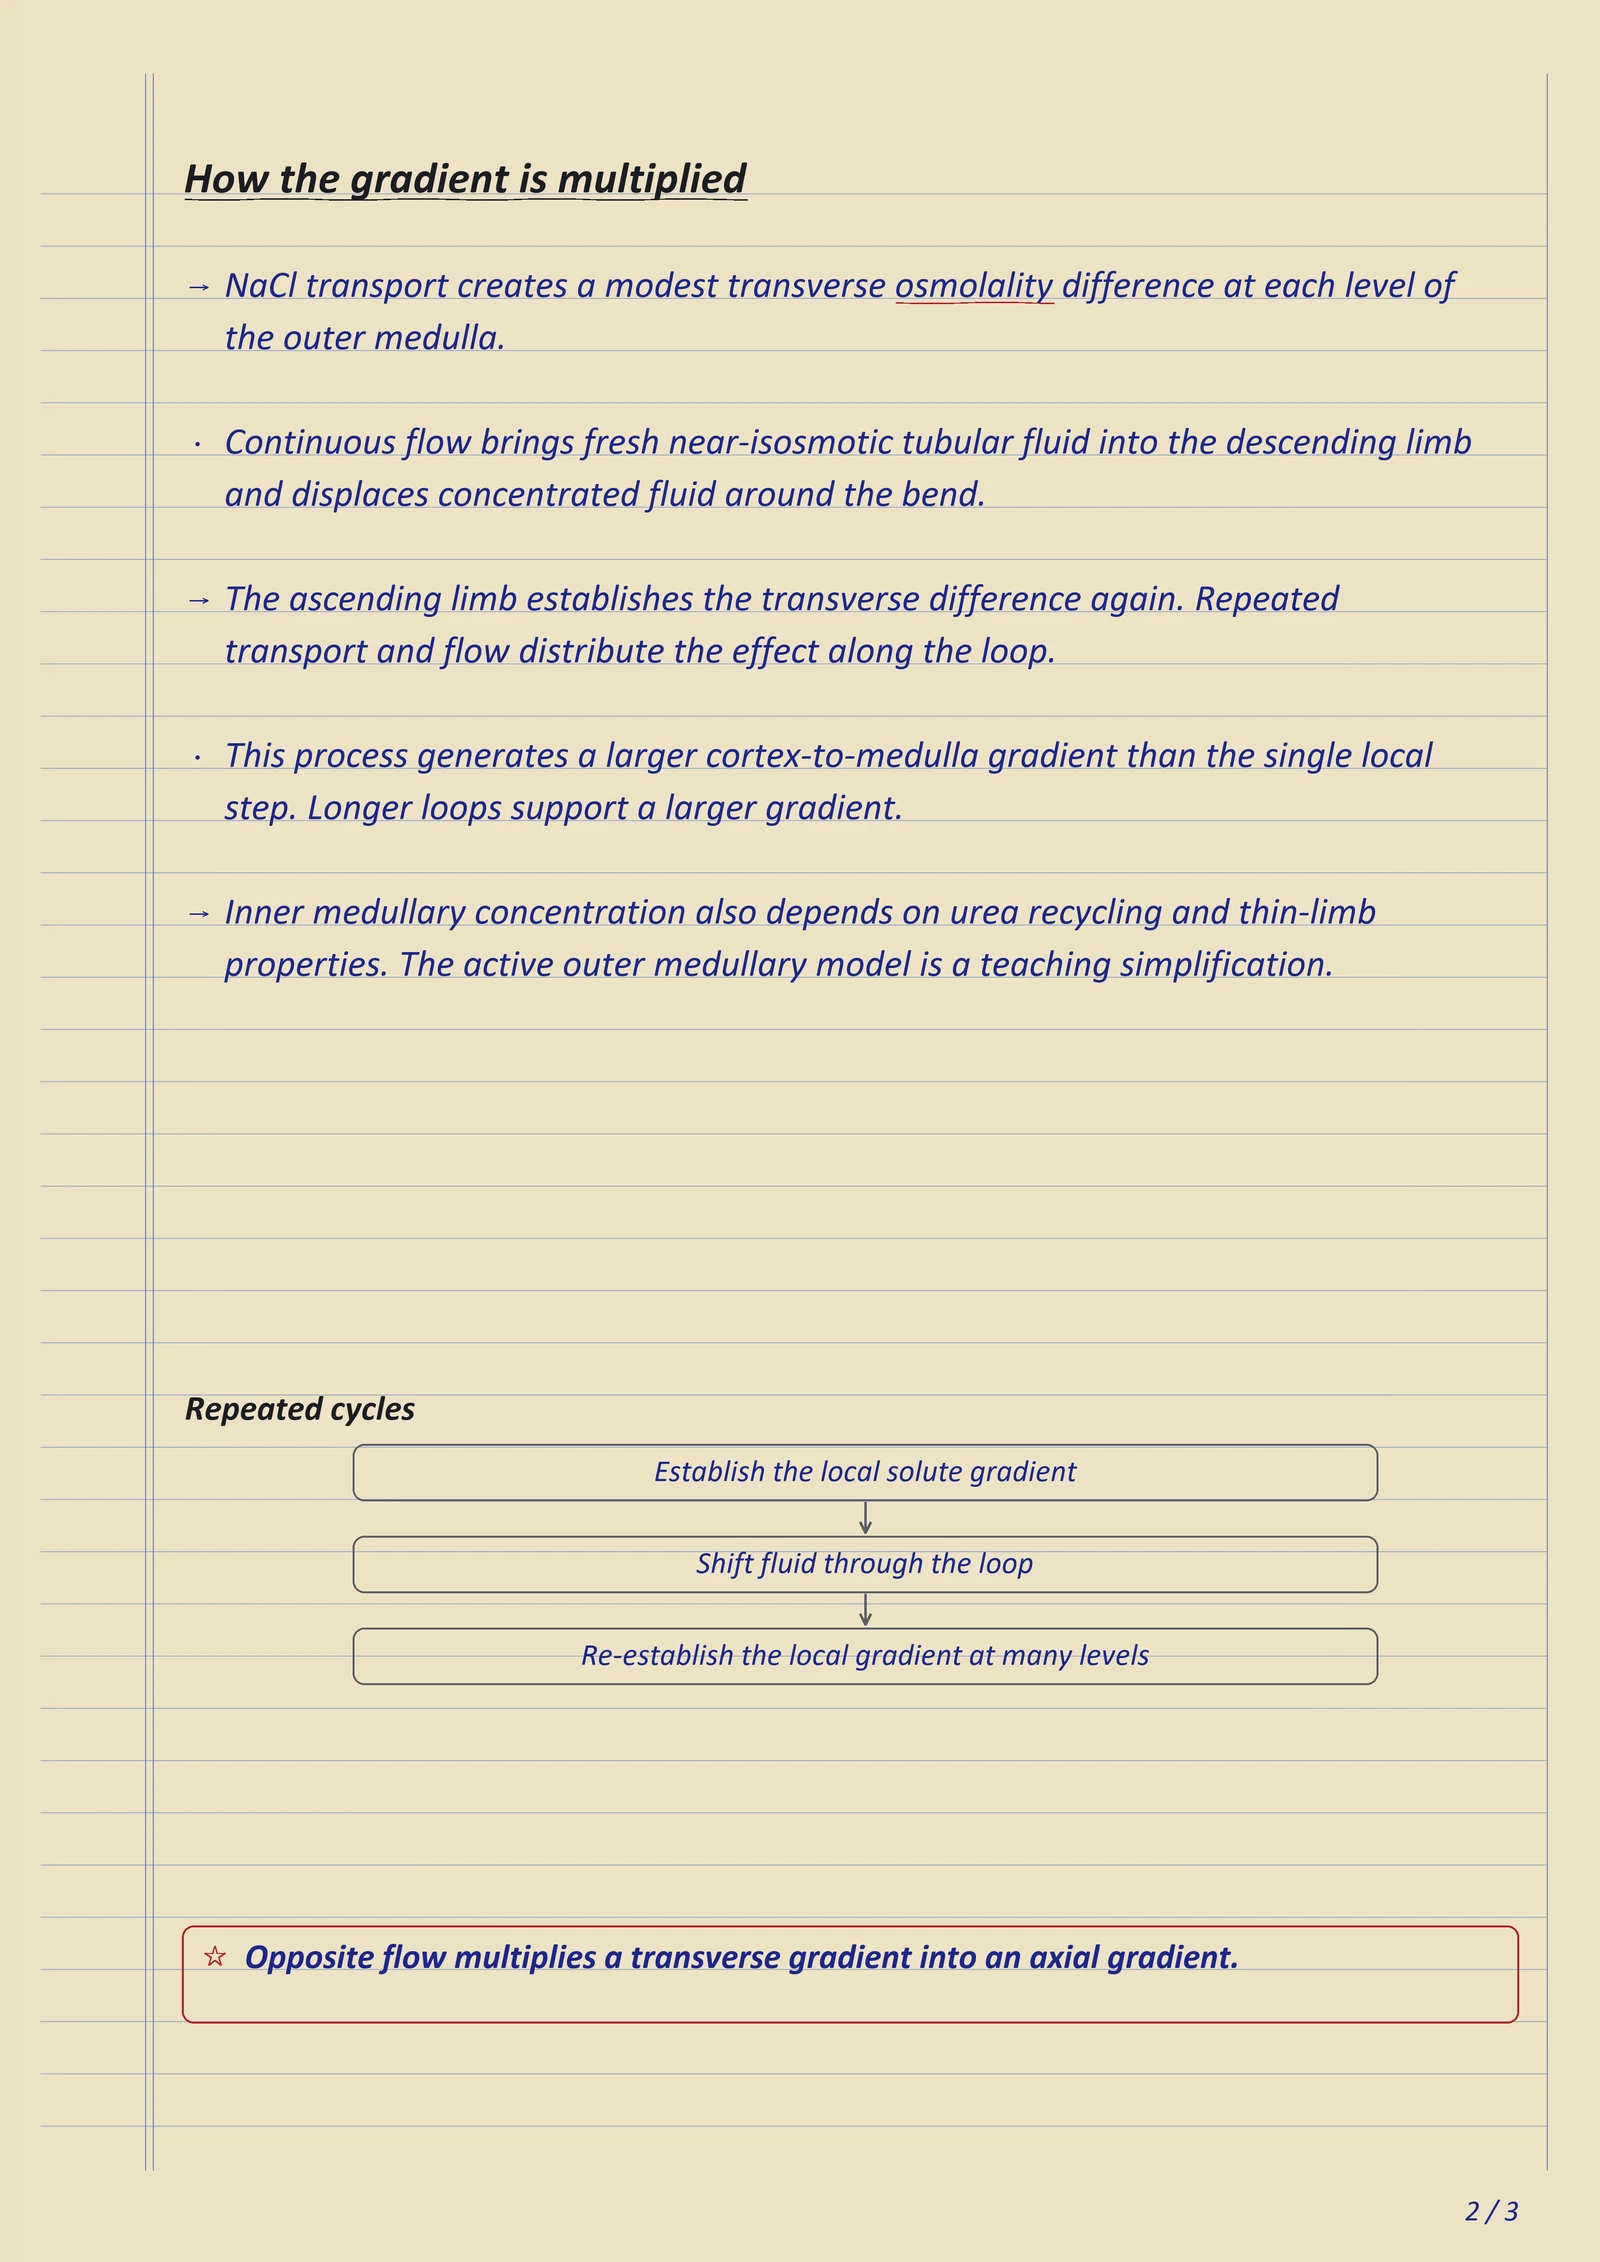 How the gradient is multiplied
→ NaCl transport creates a modest transverse osmolality difference at each level of
the outer medulla.
· Continuous flow brings fresh near-isosmotic tubular fluid into the descending limb
and displaces concentrated fluid around the bend.
→ The ascending limb establishes the transverse difference again. Repeated
transport and flow distribute the effect along the loop.
· This process generates a larger cortex-to-medulla gradient than the single local
step. Longer loops support a larger gradient.
→ Inner medullary concentration also depends on urea recycling and thin-limb
properties. The active outer medullary model is a teaching simplification.
Repeated cycles
Establish the local solute gradient
Shift fluid through the loop
Re-establish the local gradient at many levels
☆ Opposite flow multiplies a transverse gradient into an axial gradient.
2 / 3